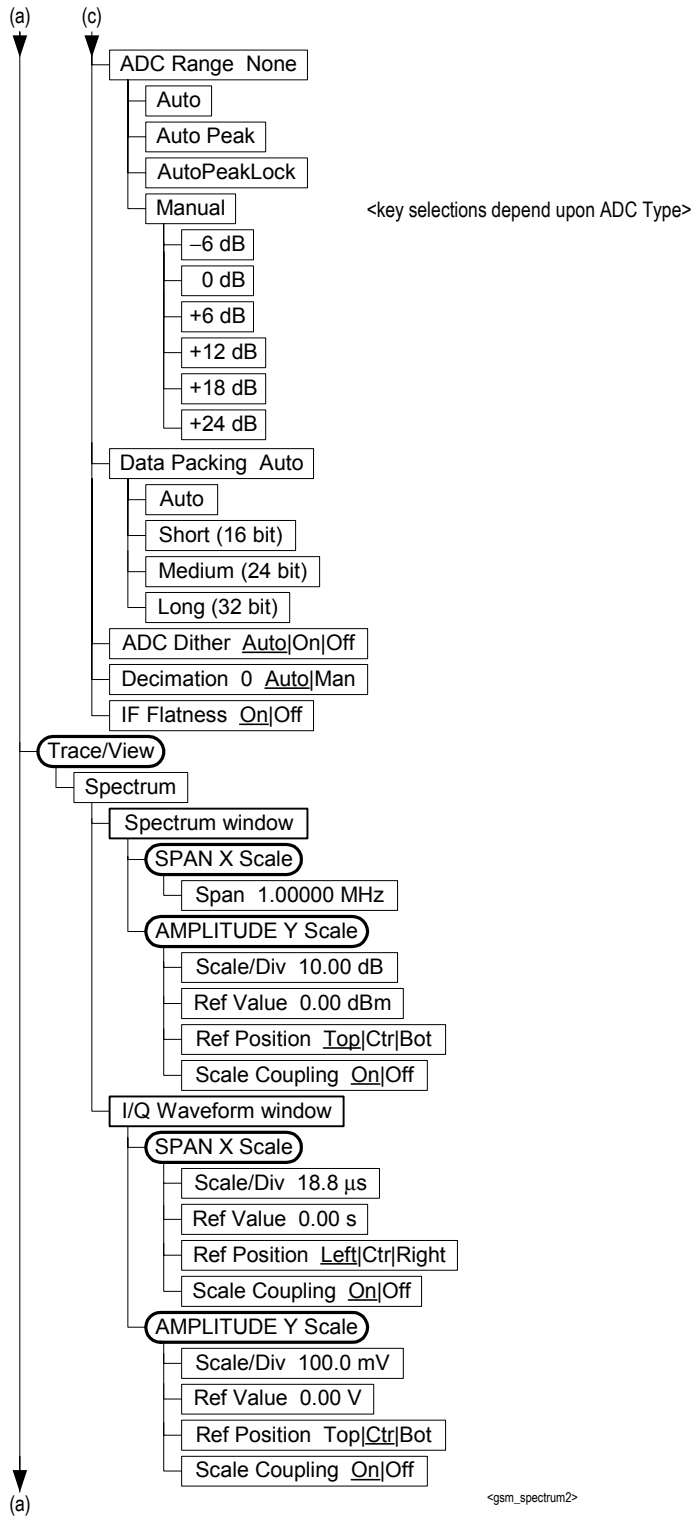 (a) (c)
ADC Range None
Auto
Auto Peak
AutoPeakLock
Manual <key selections depend upon ADC Type>
–6 dB
0 dB
+6 dB
+12 dB
+18 dB
+24 dB
Data Packing Auto
Auto
Short (16 bit)
Medium (24 bit)
Long (32 bit)
ADC Dither Auto|On|Off
Decimation 0 Auto|Man
IF Flatness On|Off
Trace/View
Spectrum
Spectrum window
SPAN X Scale
Span 1.00000 MHz
AMPLITUDE Y Scale
Scale/Div 10.00 dB
Ref Value 0.00 dBm
Ref Position Top|Ctr|Bot
Scale Coupling On|Off
I/Q Waveform window
SPAN X Scale
Scale/Div 18.8 μs
Ref Value 0.00 s
Ref Position Left|Ctr|Right
Scale Coupling On|Off
AMPLITUDE Y Scale
Scale/Div 100.0 mV
Ref Value 0.00 V
Ref Position Top|Ctr|Bot
Scale Coupling On|Off
(a) <gsm_spectrum2>